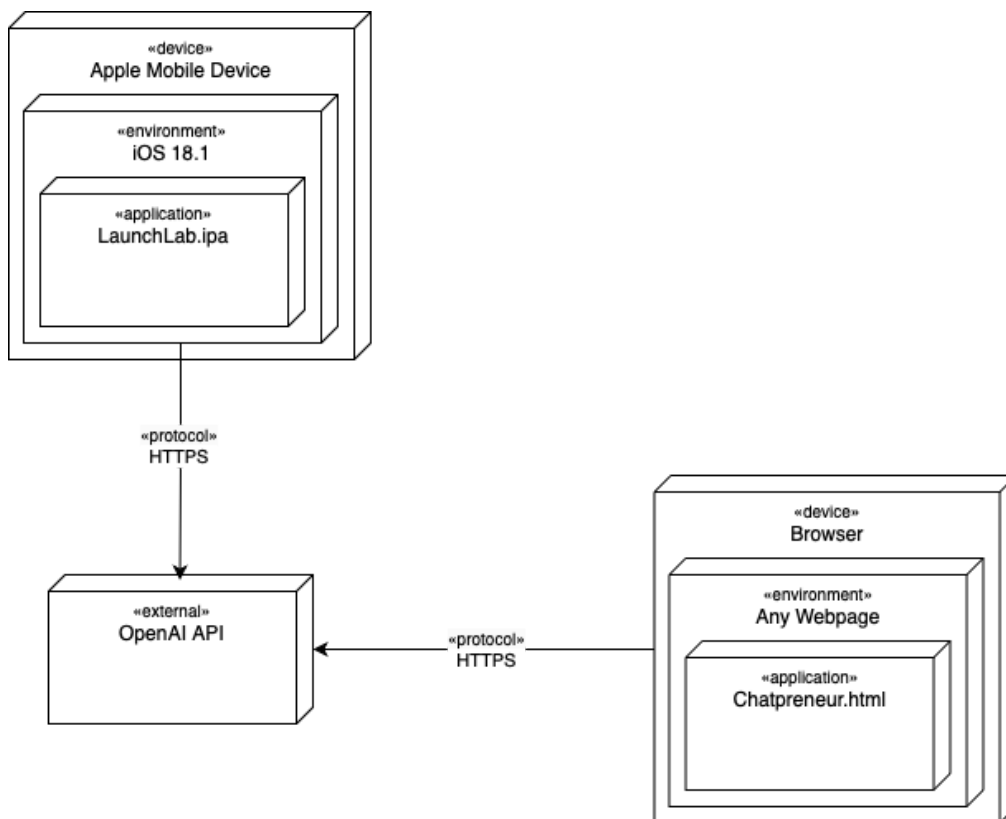 «device»
Apple Mobile Device
«environment»
iOS 18.1
«application»
LaunchLab.ipa
«protocol»
HTTPS
«external»
OpenAI API
«protocol»
HTTPS
«device»
Browser
«environment»
Any Webpage
«application»
Chatpreneur.html